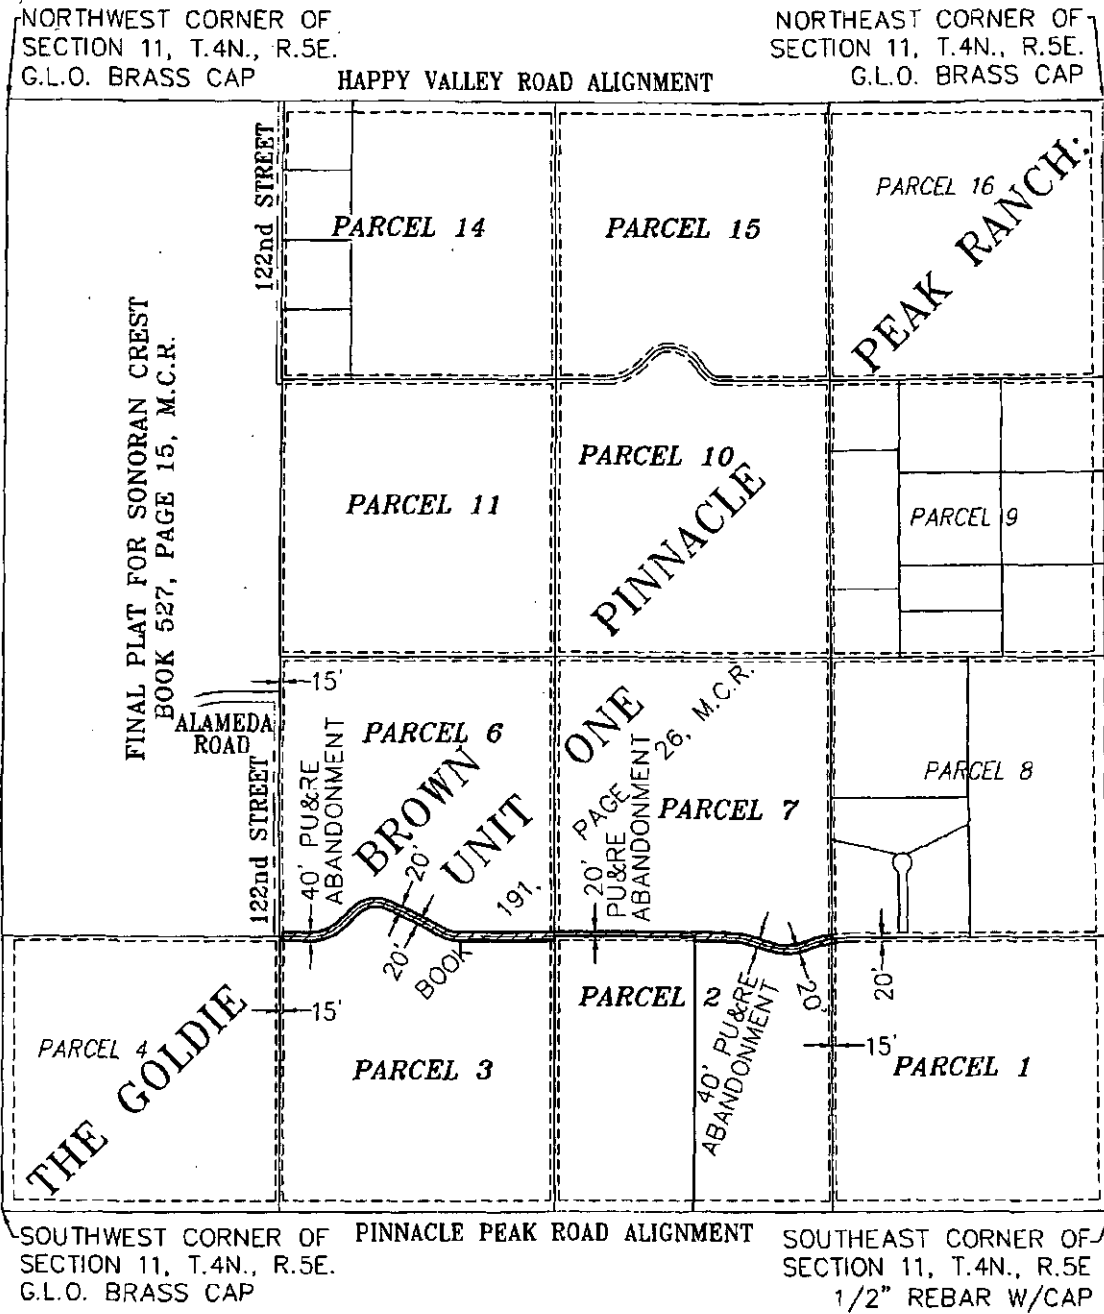 NORTHWEST CORNER OF
SECTION 11, T.4N., R.5E.
G.L.O. BRASS CAP
NORTHEAST CORNER OF
SECTION 11, T.4N., R.5E.
G.L.O. BRASS CAP
HAPPY VALLEY ROAD ALIGNMENT
122nd STREET
PARCEL 14
PARCEL 15
PARCEL 16
PEAK RANCH:
FINAL PLAT FOR SONORAN CREST
BOOK 527, PAGE 15, M.C.R.
PARCEL 11
PARCEL 10
PINNACLE
PARCEL 9
15'
ALAMEDA
ROAD
122nd STREET
PARCEL 6
40' PU&RE
ABANDONMENT
BROWN
UNIT
ONE
20'
20'
BOOK
191,
PAGE
26, M.C.R.
20'
PU&RE
ABANDONMENT
PARCEL 7
PARCEL 8
PARCEL 4
THE GOLDIE
15'
PARCEL 3
PARCEL 2
40' PU&RE
ABANDONMENT
20'
20'
15'
PARCEL 1
SOUTHWEST CORNER OF
SECTION 11, T.4N., R.5E.
G.L.O. BRASS CAP
PINNACLE PEAK ROAD ALIGNMENT
SOUTHEAST CORNER OF
SECTION 11, T.4N., R.5E
1/2" REBAR W/CAP